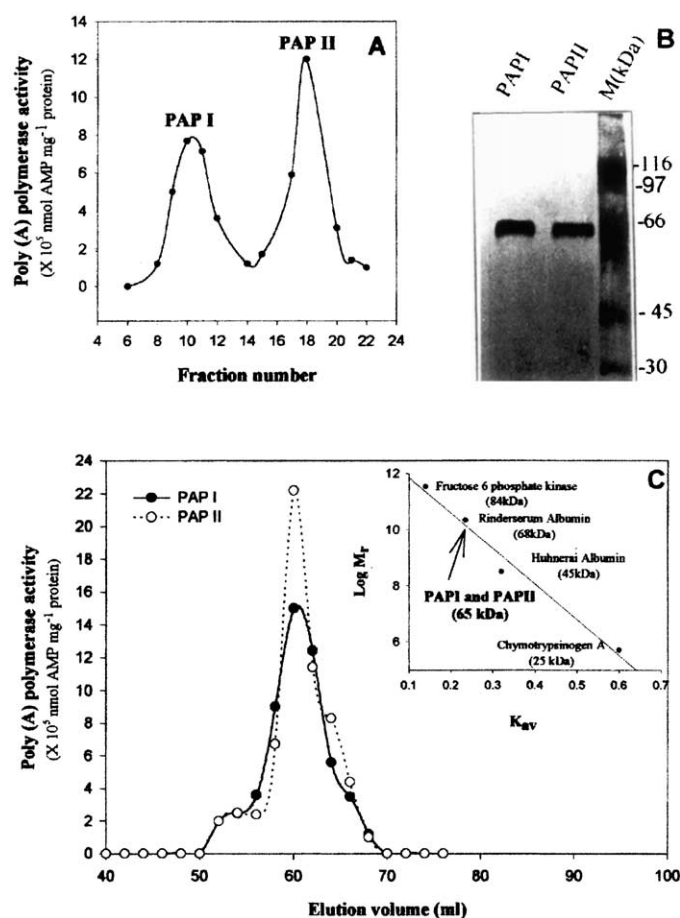 A
Poly (A) polymerase activity
(X 10⁵ nmol AMP mg⁻¹ protein)
14
12
10
8
6
4
2
0
PAP I
PAP II
4 6 8 10 12 14 16 18 20 22 24
Fraction number
B
PAPI
PAPII
M(kDa)
-116
-97
-66
- 45
-30
C
Poly (A) polymerase activity
(X 10⁵ nmol AMP mg⁻¹ protein)
26
24
22
20
18
16
14
12
10
8
6
4
2
0
PAP I
PAP II
40 50 60 70 80 90 100
Elution volume (ml)
Log Mr
12
10
8
6
Fructose 6 phosphate kinase
(84kDa)
Rinderserum Albumin
(68kDa)
Huhnerai Albumin
(45kDa)
PAPI and PAPII
(65 kDa)
Chymotrypsinogen A
(25 kDa)
0.1 0.2 0.3 0.4 0.5 0.6 0.7
Kav